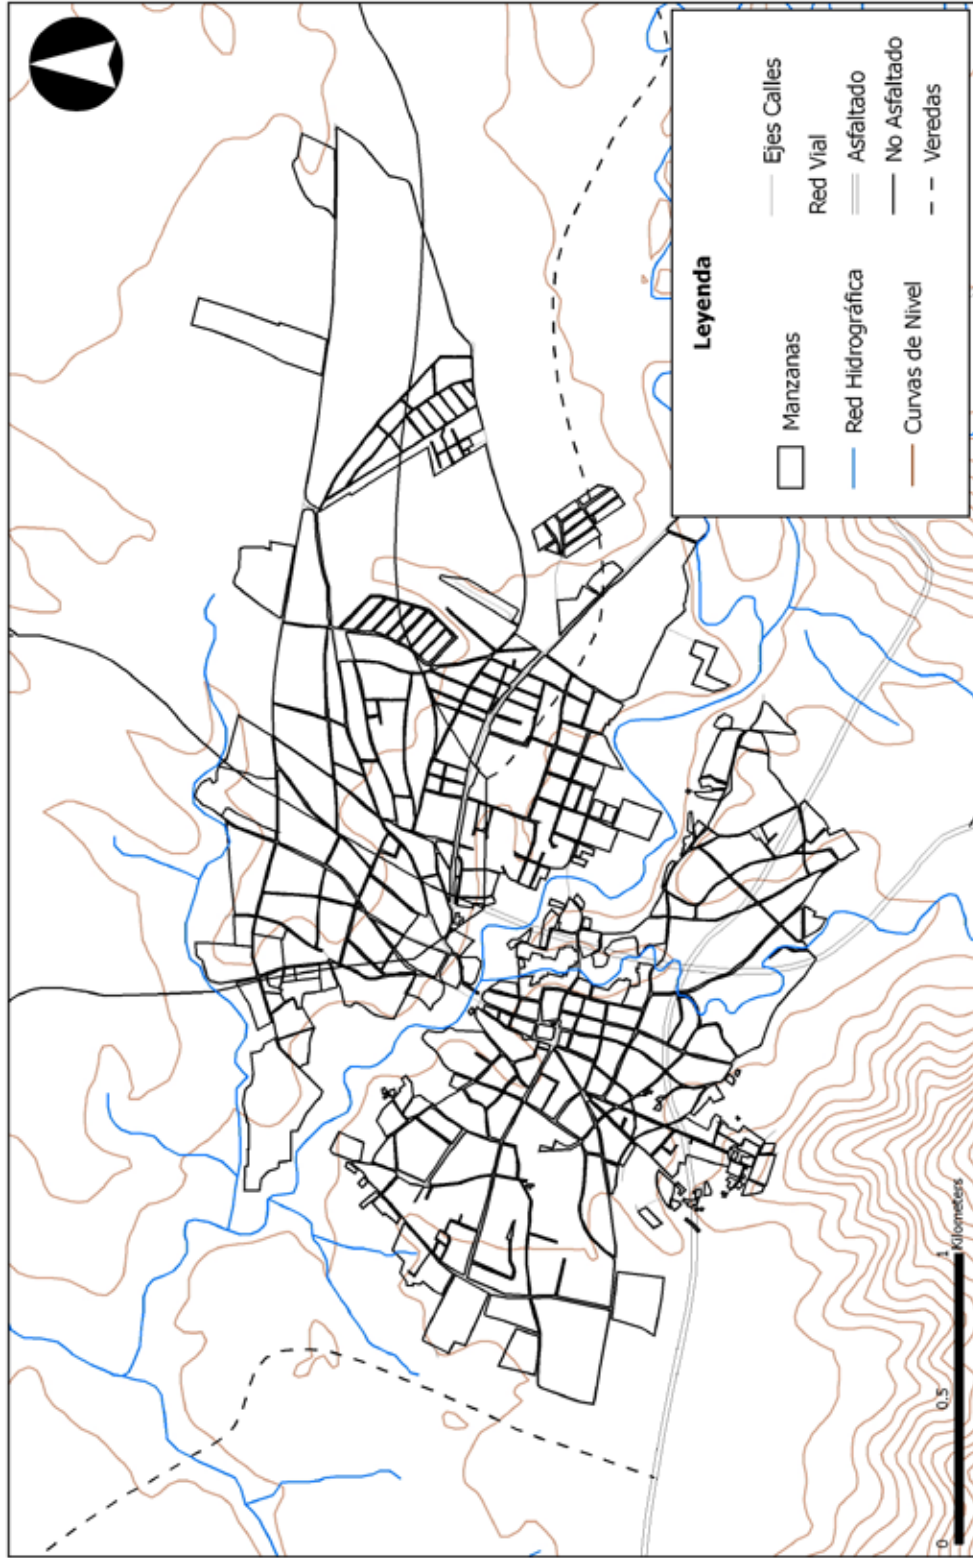 Leyenda
Manzanas
Red Hidrográfica
Curvas de Nivel
Ejes Calles
Red Vial
Asfaltado
No Asfaltado
Veredas
0 0.5 1
Kilometers